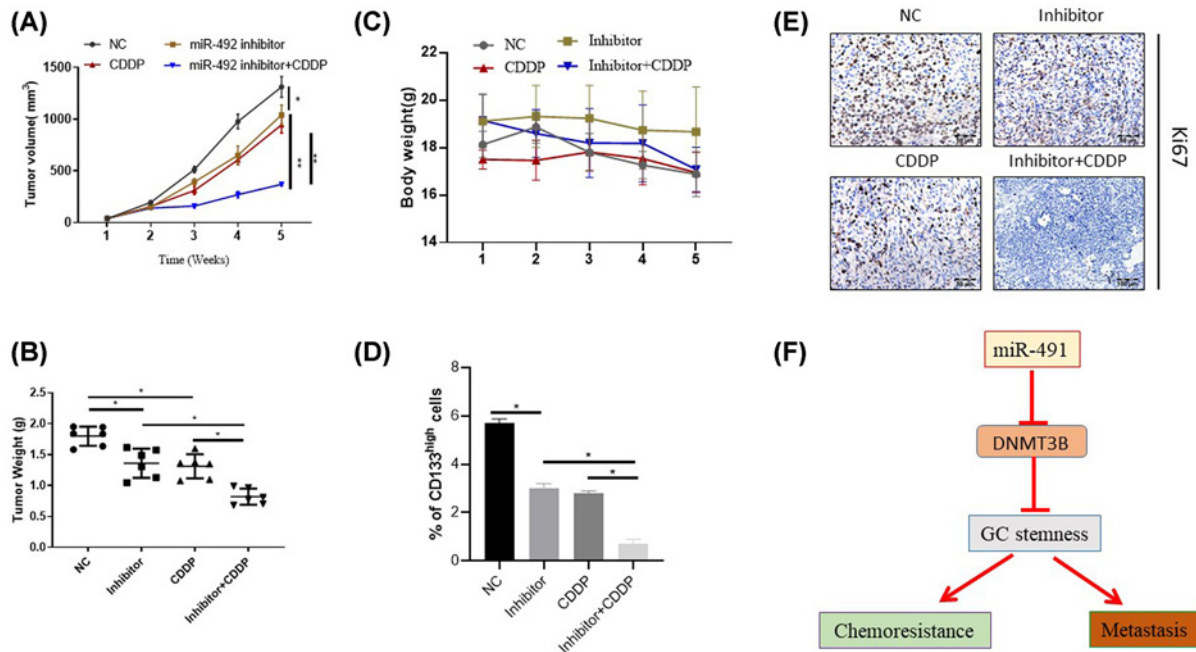 (A)
NC
miR-492 inhibitor
CDDP
miR-492 inhibitor+CDDP
Tumor volume( mm³)
1500
1000
500
0
*
**
**
1 2 3 4 5
Time (Weeks)
(B)
Tumor Weight (g)
2.5
2.0
1.5
1.0
0.5
0.0
*
*
*
*
NC
Inhibitor
CDDP
Inhibitor+CDDP
(C)
NC
Inhibitor
CDDP
Inhibitor+CDDP
Body weight(g)
22
20
18
16
14
1 2 3 4 5
(D)
% of CD133ʰⁱᵍʰ cells
8
6
4
2
0
*
*
*
NC
Inhibitor
CDDP
Inhibitor+CDDP
(E)
NC
Inhibitor
CDDP
Inhibitor+CDDP
Ki67
(F)
miR-491
DNMT3B
GC stemness
Chemoresistance
Metastasis